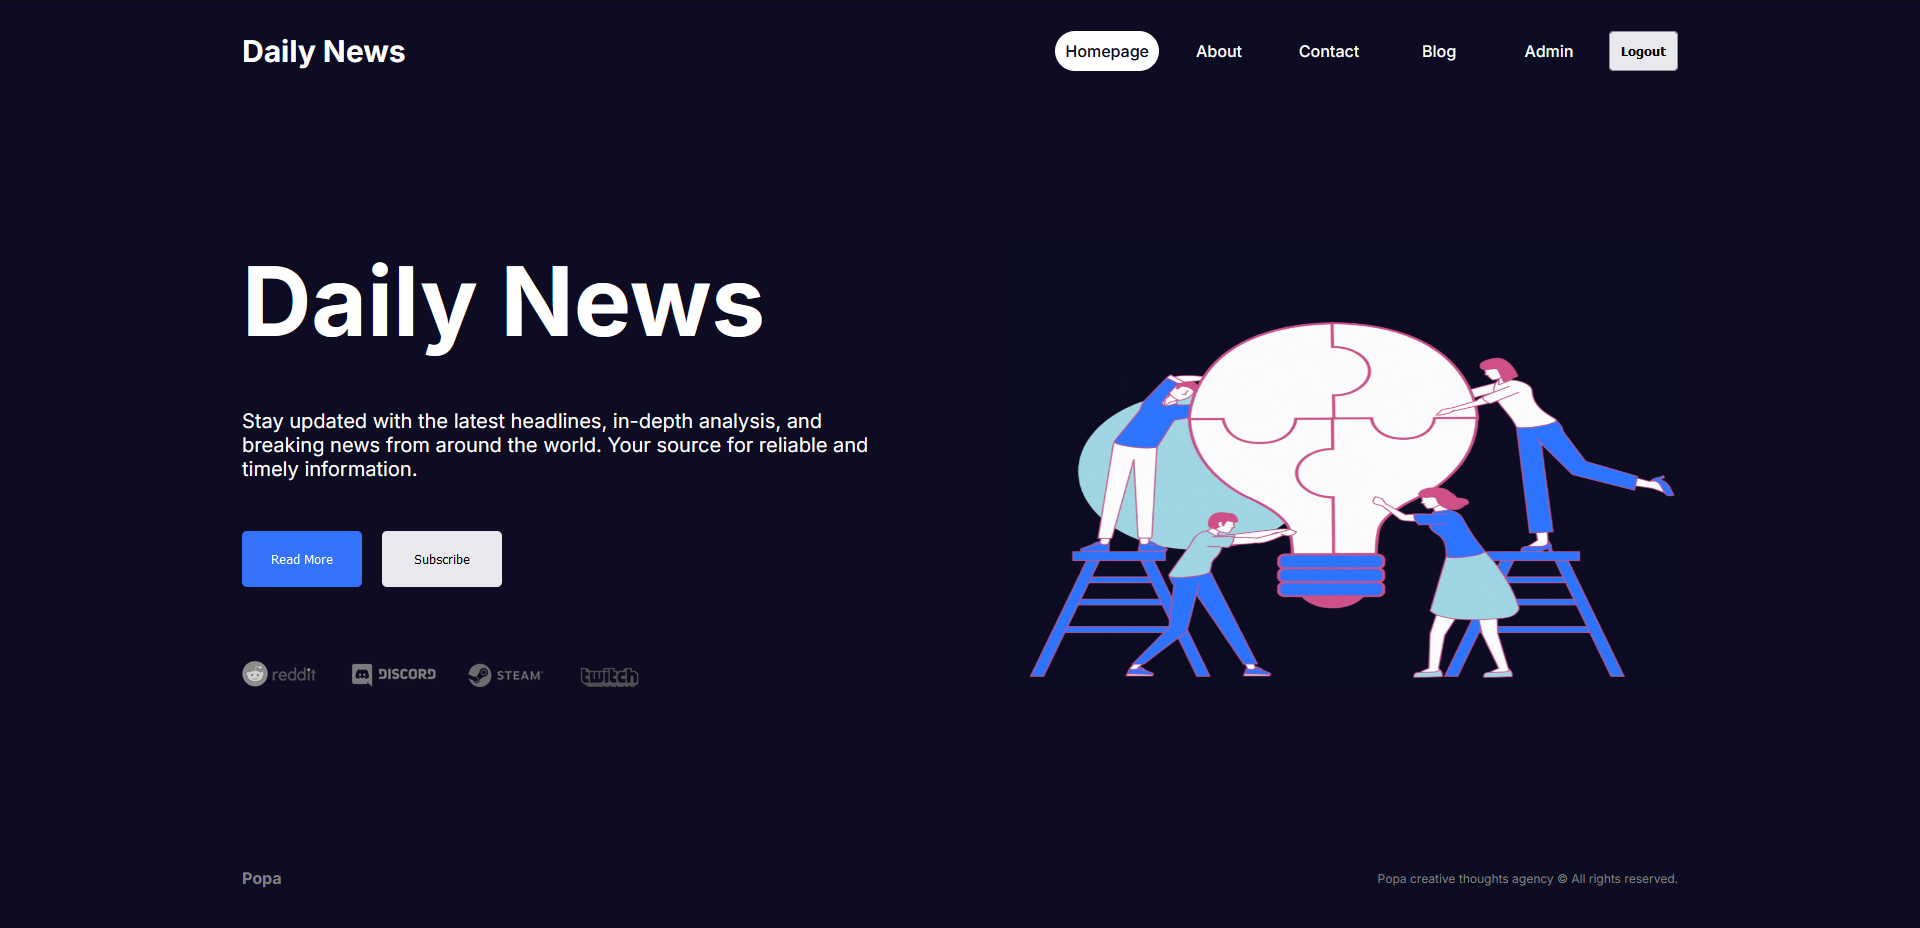 Daily News
Homepage
About
Contact
Blog
Admin
Logout
Daily News
Stay updated with the latest headlines, in-depth analysis, and
breaking news from around the world. Your source for reliable and
timely information.
Read More
Subscribe
reddit
DISCORD
STEAM
twitch
Popa
Popa creative thoughts agency © All rights reserved.